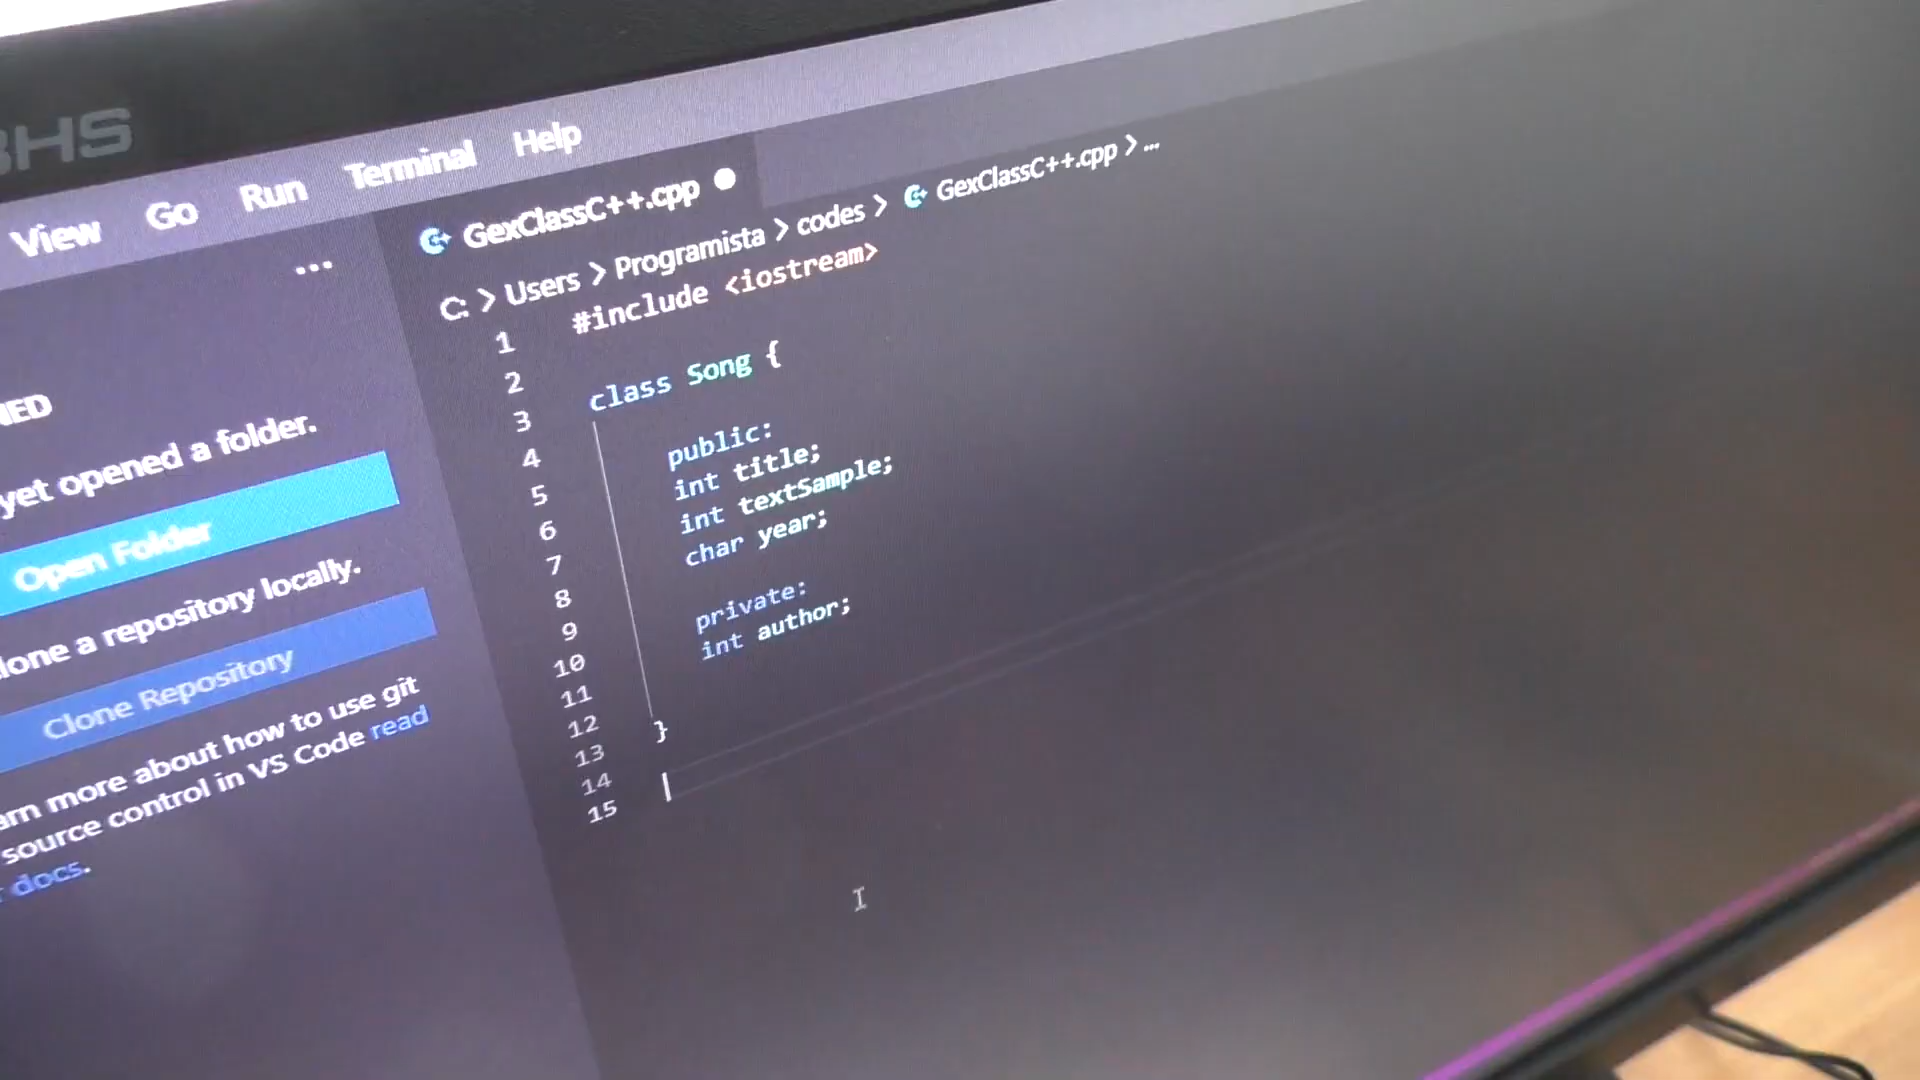 BHS
View Go Run Terminal Help
...
GexClassC++.cpp
C: > Users > Programista > codes > GexClassC++.cpp > ...
yet opened a folder.
Open Folder
a repository locally.
Clone Repository
more about how to use git
source control in VS Code read
docs.
1 #include <iostream>
2
3 class Song {
4
5 public:
6 int title;
7 int textSample;
8 char year;
9
10 private:
11 int author;
12
13 }
14
15